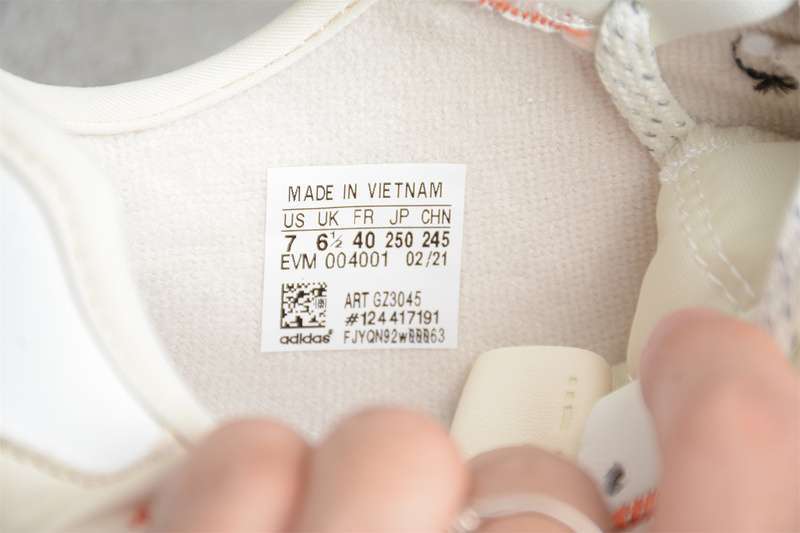 MADE IN VIETNAM
US UK FR JP CHN
7 6½ 40 250 245
EVM 004001 02/21
ART GZ3045
#124417191
adidas®